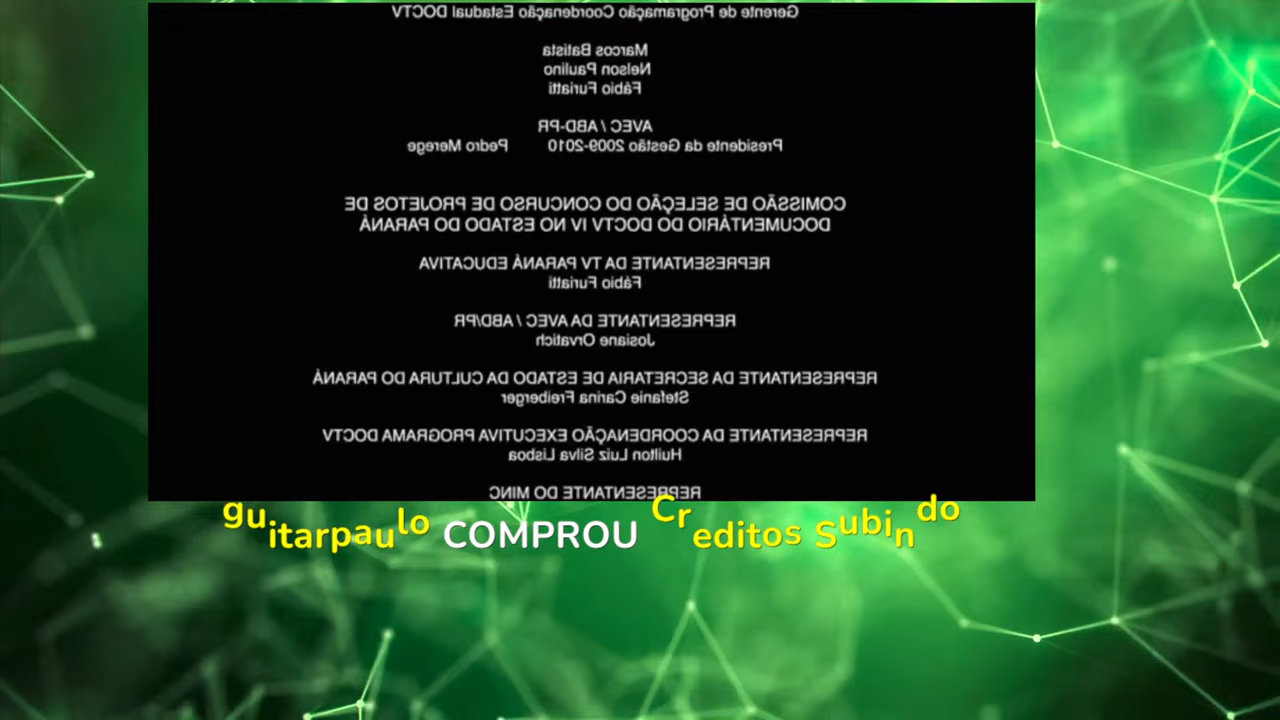 Gerente de Programação Coordenação Estadual DOCTV
Marcos Batista
Nelson Paulino
Fábio Furiatti
AVEC / ABD-PR
Presidente da Gestão 2009-2010 Pedro Merege
COMISSÃO DE SELEÇÃO DO CONCURSO DE PROJETOS DE
DOCUMENTÁRIO DO DOCTV IV NO ESTADO DO PARANÁ
REPRESENTANTE DA TV PARANÁ EDUCATIVA
Fábio Furiatti
REPRESENTANTE DA AVEC / ABD/PR
Josiane Orvatich
REPRESENTANTE DA SECRETARIA DE ESTADO DA CULTURA DO PARANÁ
Stefanie Carina Freiberger
REPRESENTANTE DA COORDENAÇÃO EXECUTIVA PROGRAMA DOCTV
Huilton Luiz Silva Lisboa
REPRESENTANTE DO MINC
guitarpaulo COMPROU Creditos Subindo